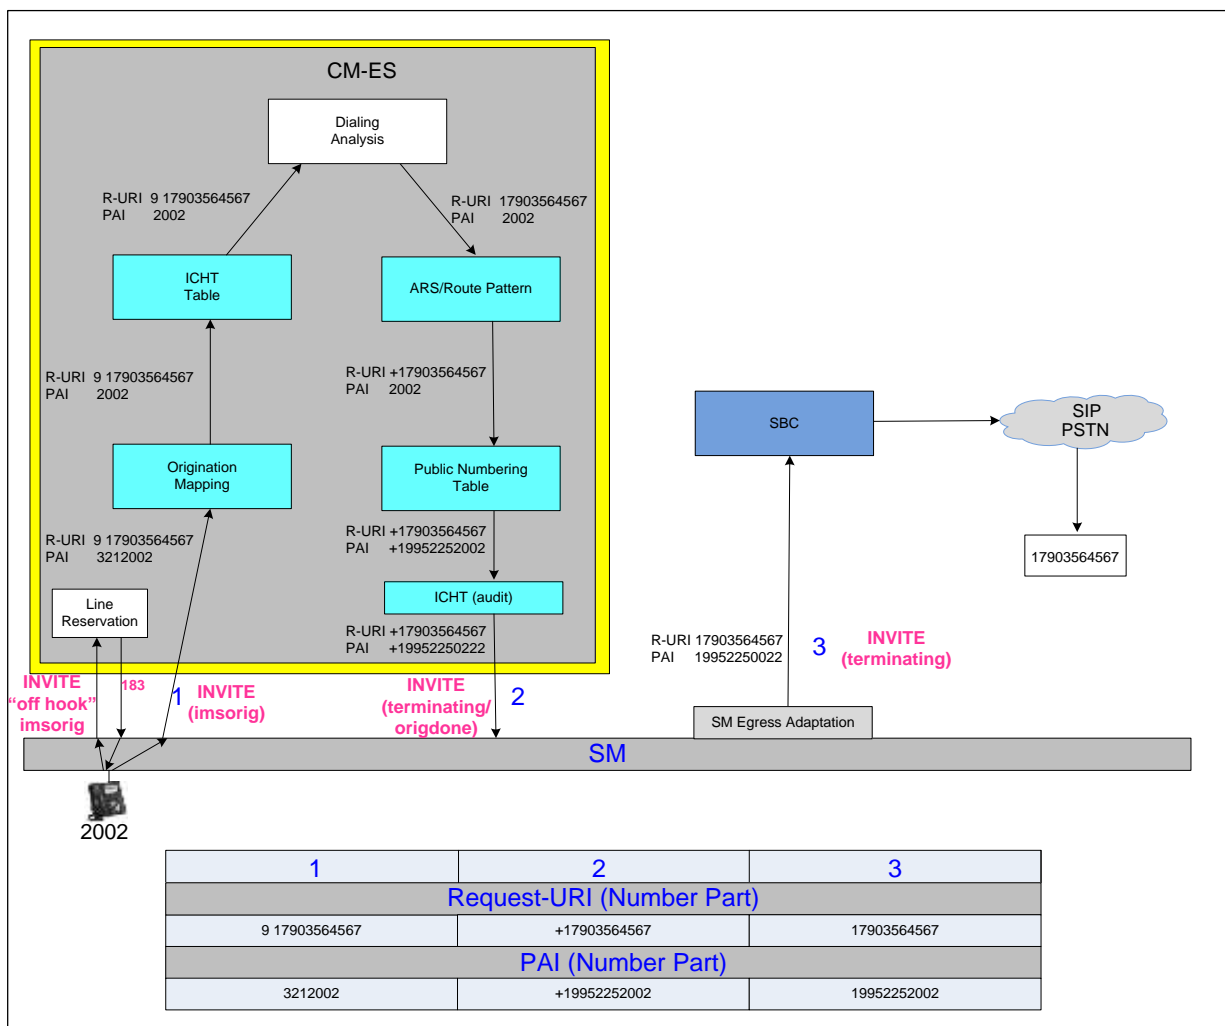 CM-ES
Dialing
Analysis
R-URI 9 17903564567
PAI 2002
R-URI 17903564567
PAI 2002
ICHT
Table
ARS/Route Pattern
R-URI 9 17903564567
PAI 2002
R-URI +17903564567
PAI 2002
SBC
SIP
PSTN
Origination
Mapping
Public Numbering
Table
R-URI 9 17903564567
PAI 3212002
R-URI +17903564567
PAI +19952252002
17903564567
Line
Reservation
ICHT (audit)
R-URI +17903564567
PAI +19952250222
R-URI 17903564567
PAI 19952250022
3
INVITE
(terminating)
INVITE
“off hook”
imsorig
183
1
INVITE
(imsorig)
INVITE
(terminating/
origdone)
2
SM Egress Adaptation
SM
2002
1 2 3
Request-URI (Number Part)
9 17903564567 +17903564567 17903564567
PAI (Number Part)
3212002 +19952252002 19952252002